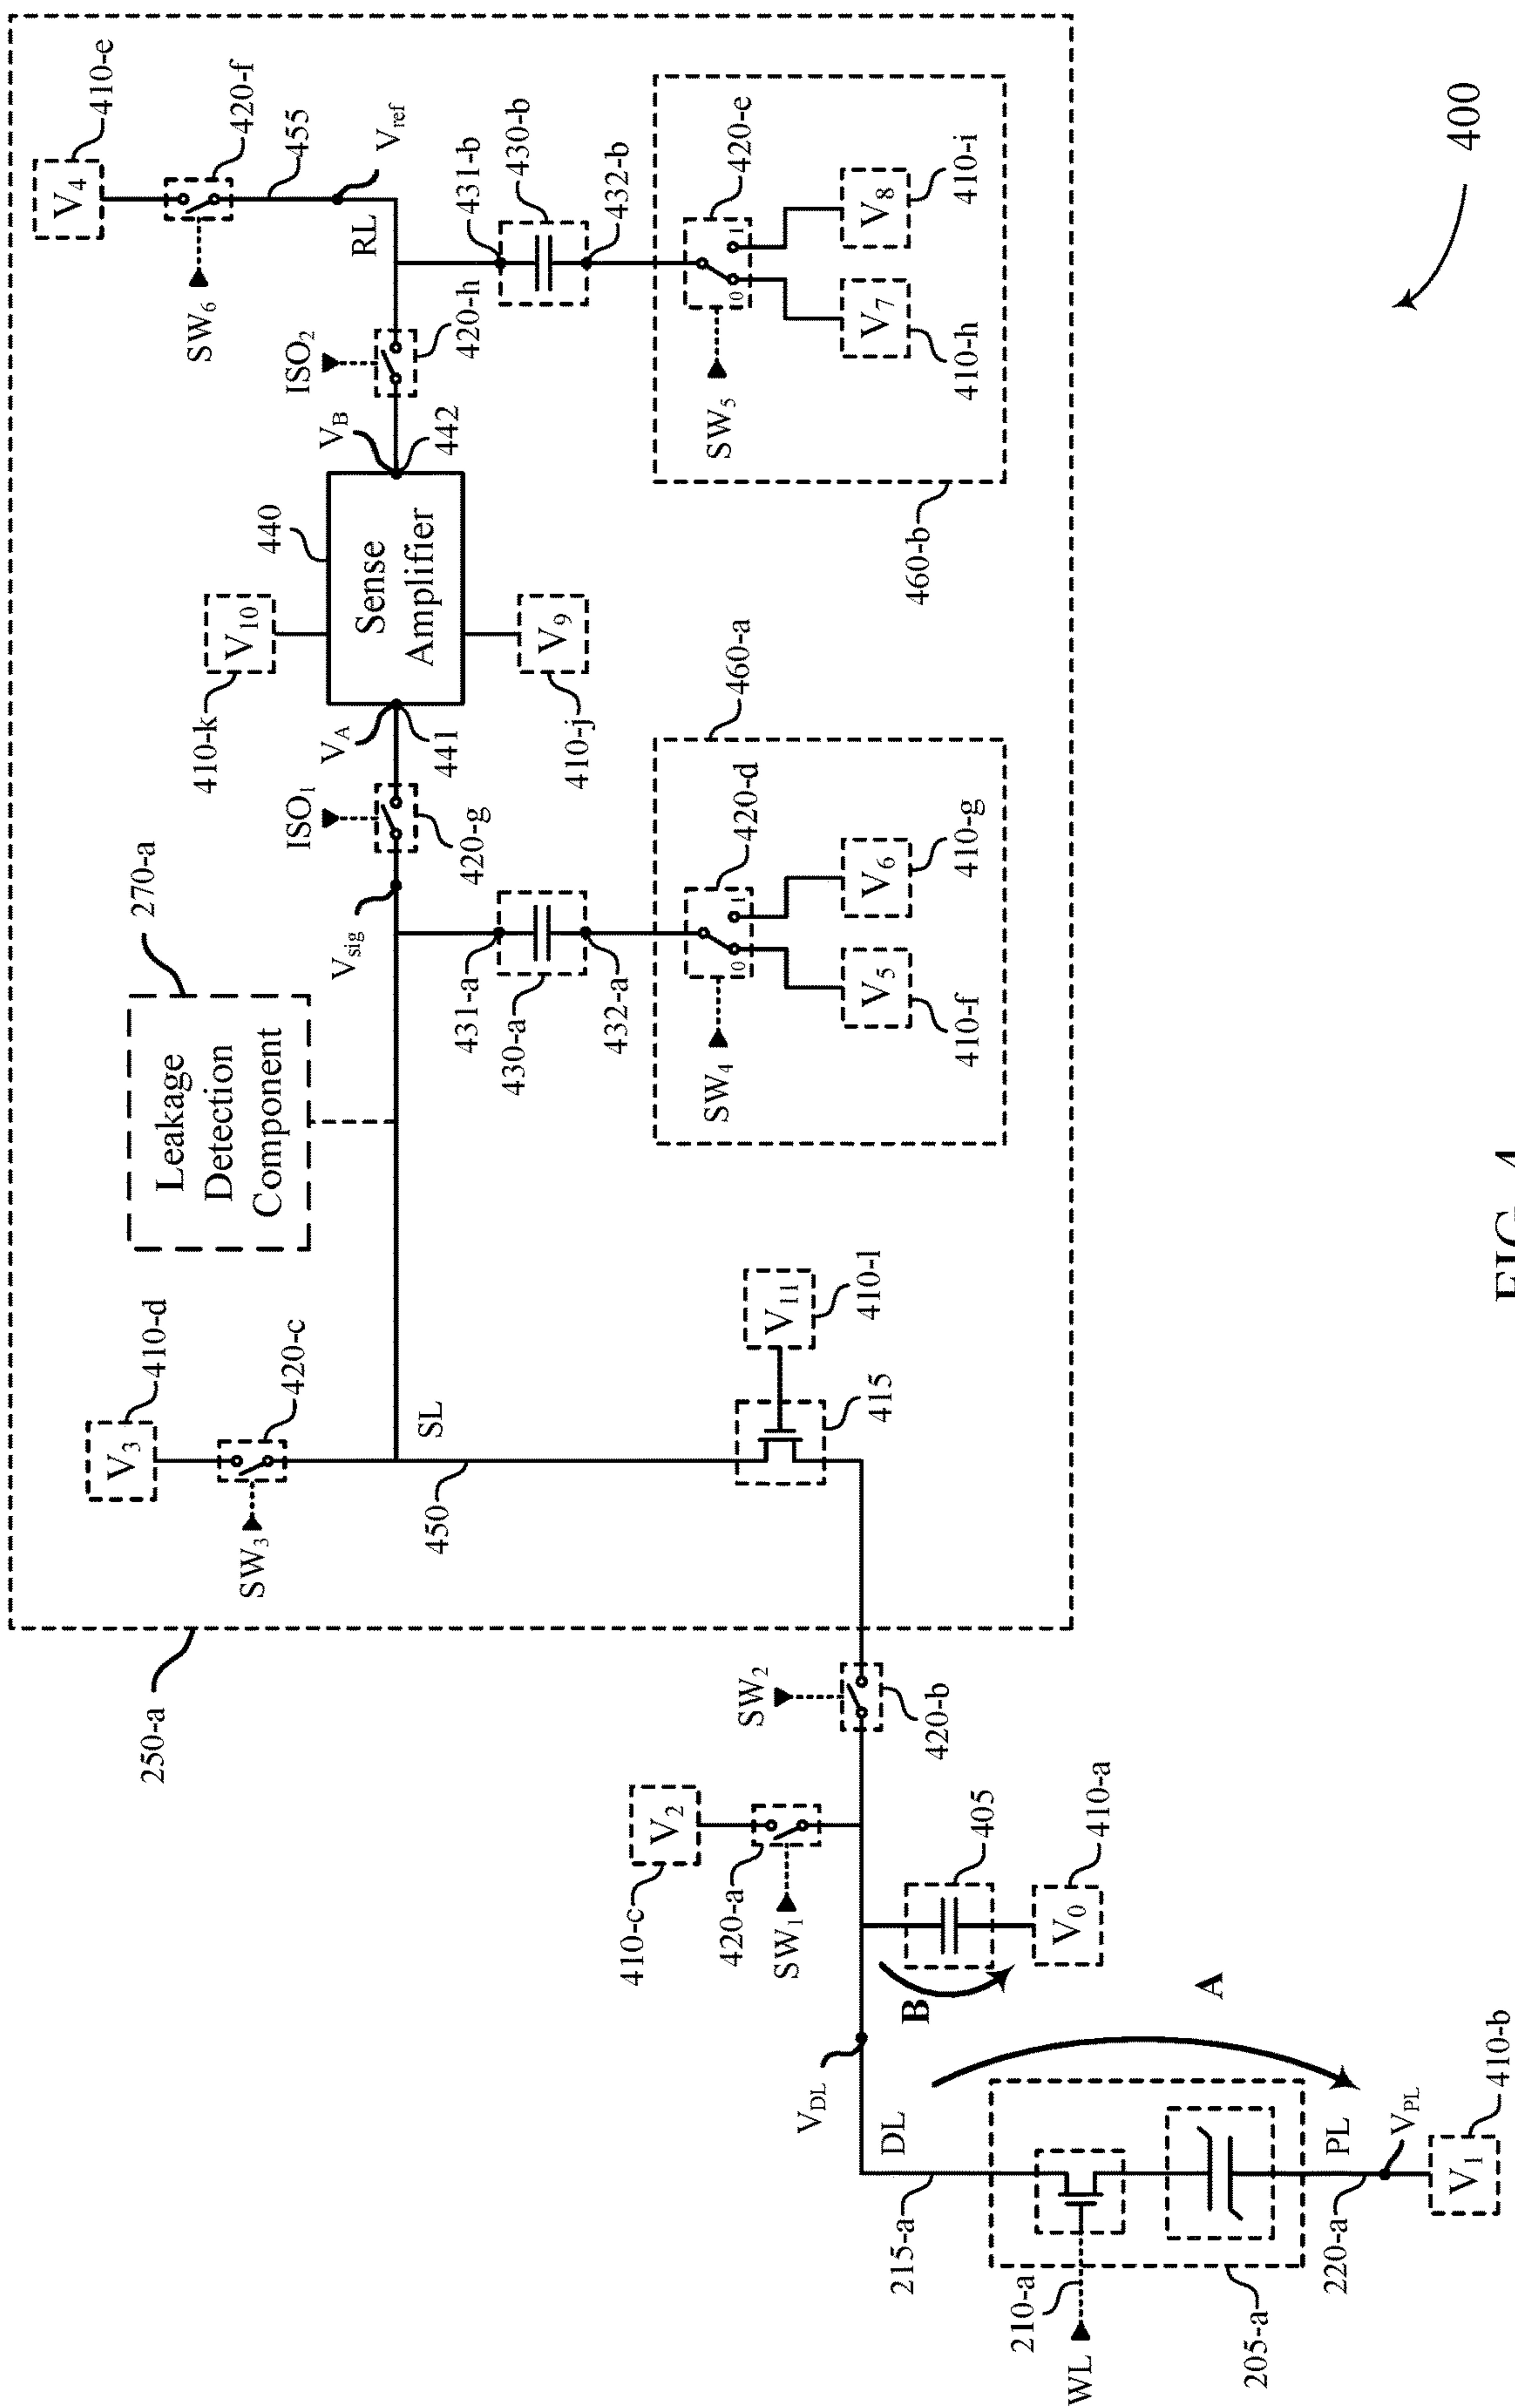 250-a
V3
410-d
SW3
420-c
SL
450
415
V11
410-l
Leakage
Detection
Component
270-a
Vsig
431-a
430-a
432-a
ISO1
420-g
VA
441
V10
410-k
Sense
Amplifier
440
V9
410-j
VB
442
ISO2
420-h
V4
410-e
SW6
420-f
455
Vref
RL
431-b
430-b
432-b
460-a
SW4
420-d
0
1
V5
V6
410-f
410-g
460-b
SW5
420-e
0
1
V7
V8
410-h
410-i
SW2
420-b
V2
410-c
420-a
SW1
405
V0
410-a
B
A
VDL
DL
215-a
WL
210-a
205-a
PL
220-a
VPL
V1
410-b
400